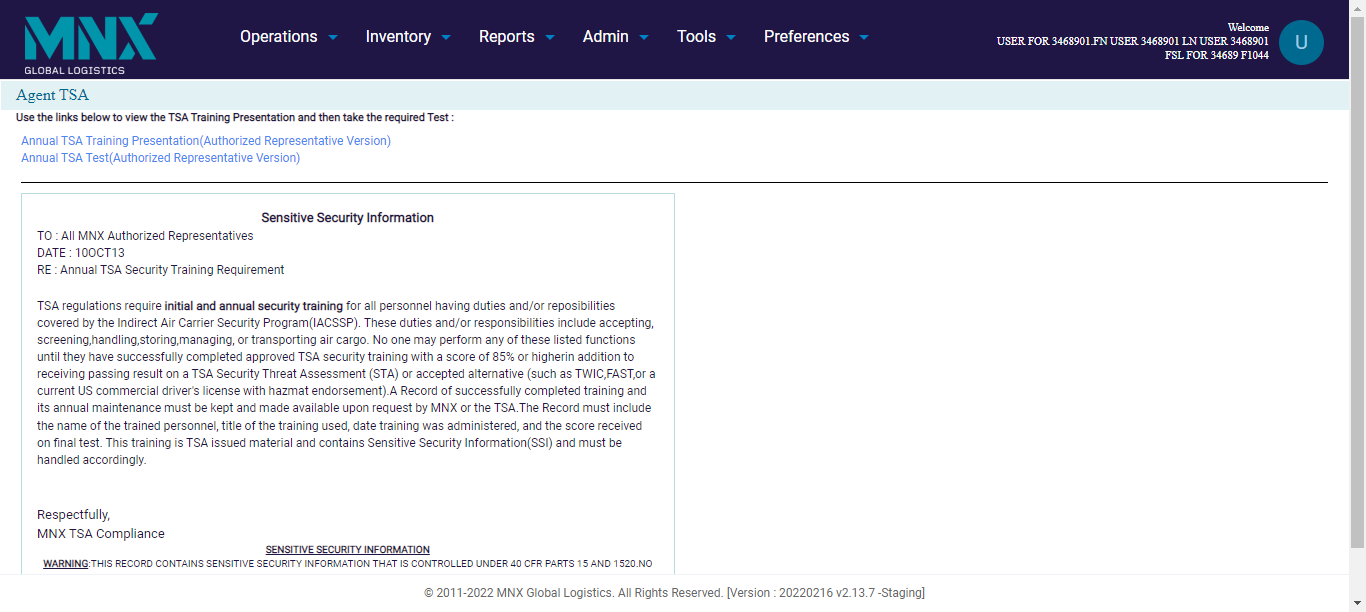 MNX
GLOBAL LOGISTICS
Operations
Inventory
Reports
Admin
Tools
Preferences
Welcome
USER FOR 3468901.FN USER 3468901 LN USER 3468901
FSL FOR 34689 F1044
U
Agent TSA
Use the links below to view the TSA Training Presentation and then take the required Test :
Annual TSA Training Presentation(Authorized Representative Version)
Annual TSA Test(Authorized Representative Version)
Sensitive Security Information
TO : All MNX Authorized Representatives
DATE : 10OCT13
RE : Annual TSA Security Training Requirement
TSA regulations require initial and annual security training for all personnel having duties and/or reposibilities
covered by the Indirect Air Carrier Security Program(IACSSP). These duties and/or responsibilities include accepting,
screening,handling,storing,managing, or transporting air cargo. No one may perform any of these listed functions
until they have successfully completed approved TSA security training with a score of 85% or higherin addition to
receiving passing result on a TSA Security Threat Assessment (STA) or accepted alternative (such as TWIC,FAST,or a
current US commercial driver's license with hazmat endorsement).A Record of successfully completed training and
its annual maintenance must be kept and made available upon request by MNX or the TSA.The Record must include
the name of the trained personnel, title of the training used, date training was administered, and the score received
on final test. This training is TSA issued material and contains Sensitive Security Information(SSI) and must be
handled accordingly.
Respectfully,
MNX TSA Compliance
SENSITIVE SECURITY INFORMATION
WARNING:THIS RECORD CONTAINS SENSITIVE SECURITY INFORMATION THAT IS CONTROLLED UNDER 40 CFR PARTS 15 AND 1520.NO
© 2011-2022 MNX Global Logistics. All Rights Reserved. [Version : 20220216 v2.13.7 -Staging]